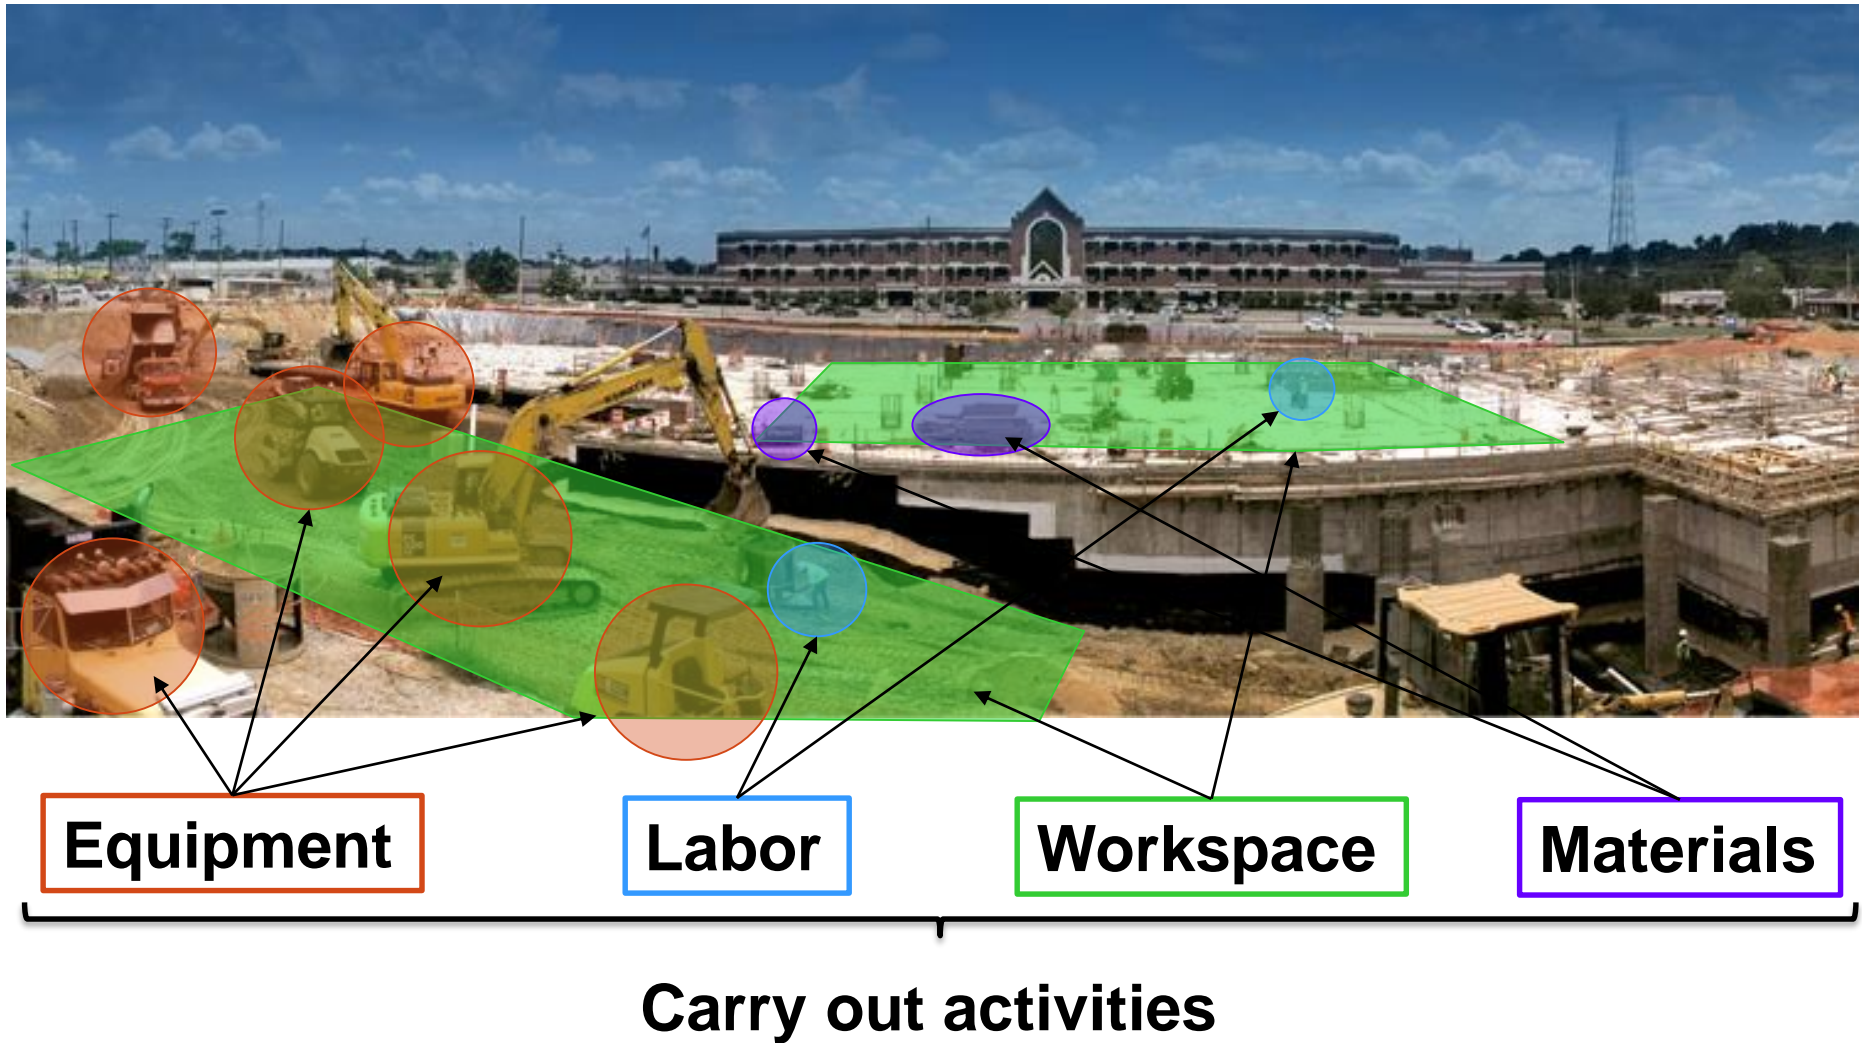 Equipment
Labor
Workspace
Materials
Carry out activities